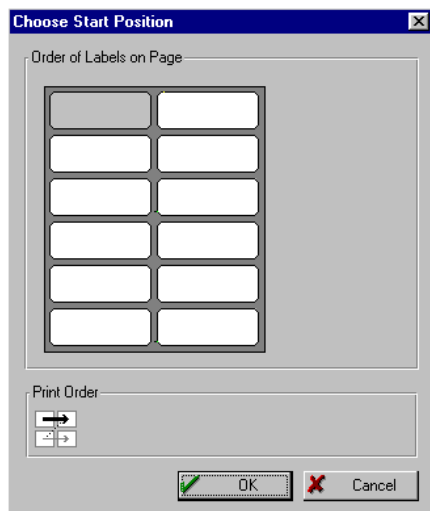 Choose Start Position
Order of Labels on Page
Print Order
OK
Cancel